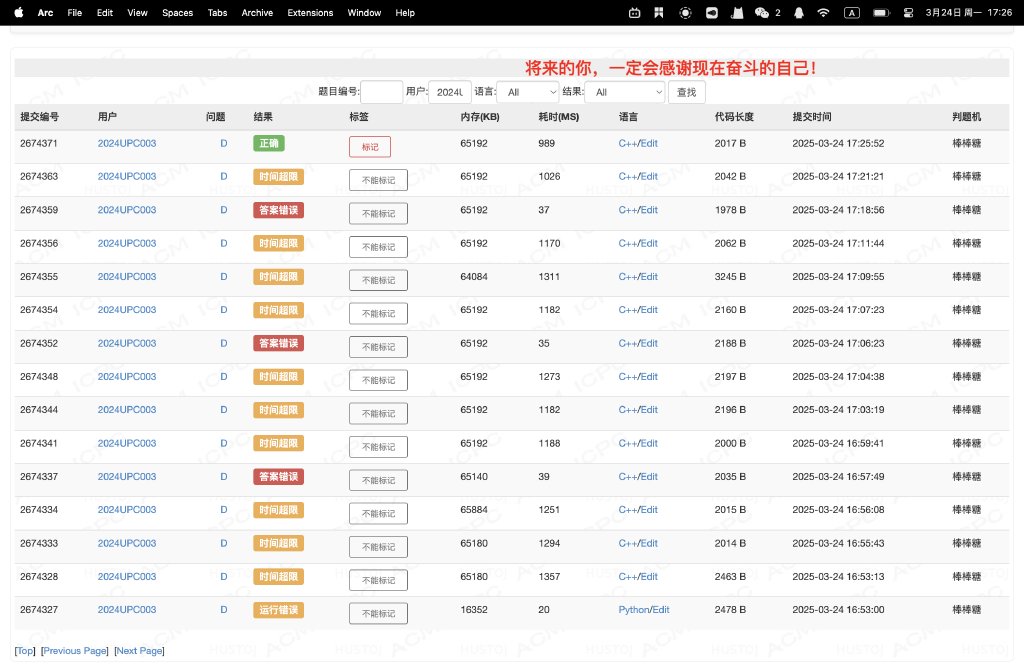 Arc File Edit View Spaces Tabs Archive Extensions Window Help 2 A 3月24日 周一 17:26
将来的你，一定会感谢现在奋斗的自己！
题目编号: 用户: 2024U 语言: All 结果: All 查找
提交编号 用户 问题 结果 标签 内存(KB) 耗时(MS) 语言 代码长度 提交时间 判题机
2674371 2024UPC003 D 正确 标记 65192 989 C++/Edit 2017 B 2025-03-24 17:25:52 棒棒糖
2674363 2024UPC003 D 时间超限 不能标记 65192 1026 C++/Edit 2042 B 2025-03-24 17:21:21 棒棒糖
2674359 2024UPC003 D 答案错误 不能标记 65192 37 C++/Edit 1978 B 2025-03-24 17:18:56 棒棒糖
2674356 2024UPC003 D 时间超限 不能标记 65192 1170 C++/Edit 2062 B 2025-03-24 17:11:44 棒棒糖
2674355 2024UPC003 D 时间超限 不能标记 64084 1311 C++/Edit 3245 B 2025-03-24 17:09:55 棒棒糖
2674354 2024UPC003 D 时间超限 不能标记 65192 1182 C++/Edit 2160 B 2025-03-24 17:07:23 棒棒糖
2674352 2024UPC003 D 答案错误 不能标记 65192 35 C++/Edit 2188 B 2025-03-24 17:06:23 棒棒糖
2674348 2024UPC003 D 时间超限 不能标记 65192 1273 C++/Edit 2197 B 2025-03-24 17:04:38 棒棒糖
2674344 2024UPC003 D 时间超限 不能标记 65192 1182 C++/Edit 2196 B 2025-03-24 17:03:19 棒棒糖
2674341 2024UPC003 D 时间超限 不能标记 65192 1188 C++/Edit 2000 B 2025-03-24 16:59:41 棒棒糖
2674337 2024UPC003 D 答案错误 不能标记 65140 39 C++/Edit 2035 B 2025-03-24 16:57:49 棒棒糖
2674334 2024UPC003 D 时间超限 不能标记 65884 1251 C++/Edit 2015 B 2025-03-24 16:56:08 棒棒糖
2674333 2024UPC003 D 时间超限 不能标记 65180 1294 C++/Edit 2014 B 2025-03-24 16:55:43 棒棒糖
2674328 2024UPC003 D 时间超限 不能标记 65180 1357 C++/Edit 2463 B 2025-03-24 16:53:13 棒棒糖
2674327 2024UPC003 D 运行错误 不能标记 16352 20 Python/Edit 2478 B 2025-03-24 16:53:00 棒棒糖
[Top] [Previous Page] [Next Page]